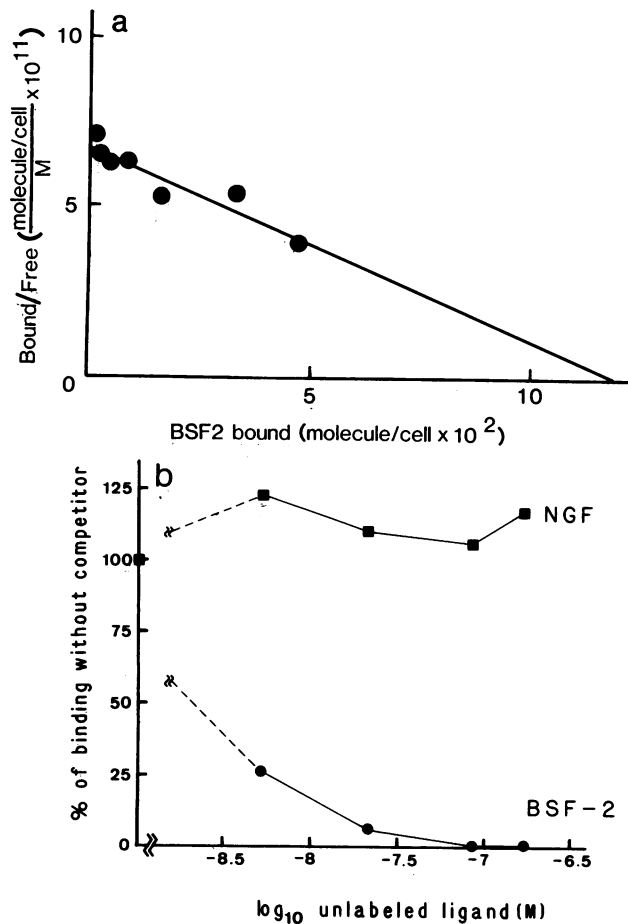 a
10
5
0
5
10
Bound/Free (molecule/cell/M x10^11)
BSF2 bound (molecule/cell x 10^2)
b
125
100
75
50
25
0
% of binding without competitor
NGF
BSF-2
-8.5
-8
-7.5
-7
-6.5
log10 unlabeled ligand (M)